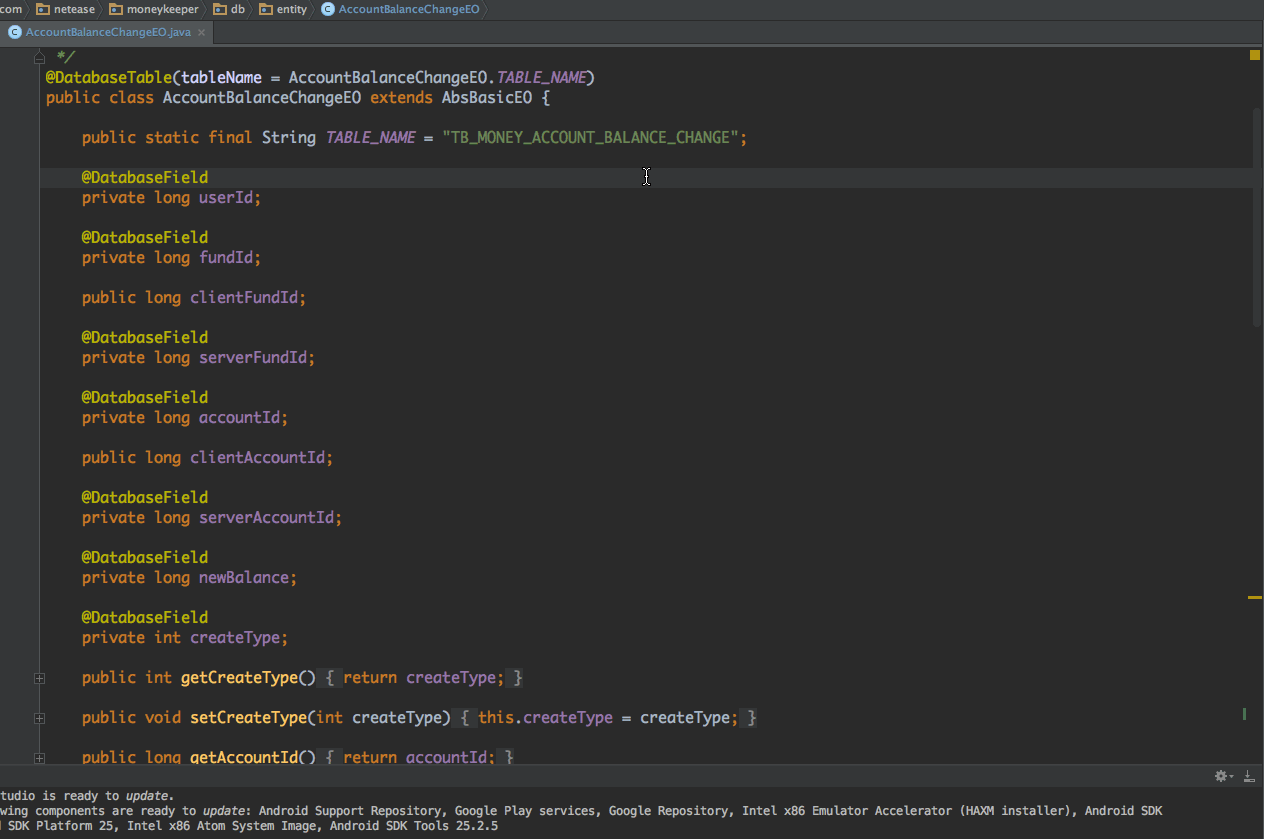 com netease moneykeeper db entity AccountBalanceChangeEO
AccountBalanceChangeEO.java
*/
@DatabaseTable(tableName = AccountBalanceChangeEO.TABLE_NAME)
public class AccountBalanceChangeEO extends AbsBasicEO {
public static final String TABLE_NAME = "TB_MONEY_ACCOUNT_BALANCE_CHANGE";
@DatabaseField
private long userId;
@DatabaseField
private long fundId;
public long clientFundId;
@DatabaseField
private long serverFundId;
@DatabaseField
private long accountId;
public long clientAccountId;
@DatabaseField
private long serverAccountId;
@DatabaseField
private long newBalance;
@DatabaseField
private int createType;
public int getCreateType() { return createType; }
public void setCreateType(int createType) { this.createType = createType; }
public long getAccountId() { return accountId; }
tudio is ready to update.
wing components are ready to update: Android Support Repository, Google Play services, Google Repository, Intel x86 Emulator Accelerator (HAXM installer), Android SDK
SDK Platform 25, Intel x86 Atom System Image, Android SDK Tools 25.2.5